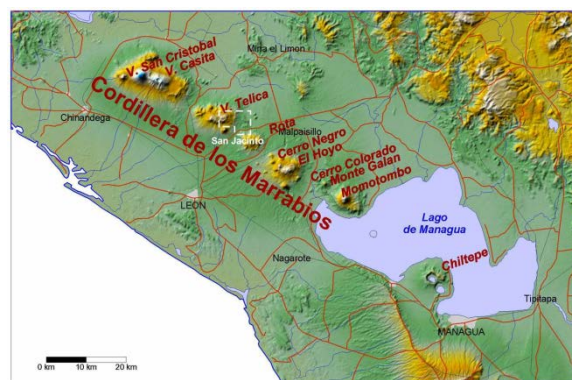 Mina el Limon
V. San Cristobal
V. Casita
Cordillera de los Marrabios
Chinandega
V. Telica
Rota
Malpaisillo
San Jacinto
Cerro Negro
El Hoyo
Cerro Colorado
Monte Galan
Momotombo
LEON
Lago
de Managua
Chiltepe
Nagarote
Tipitapa
MANAGUA
0 km 10 km 20 km